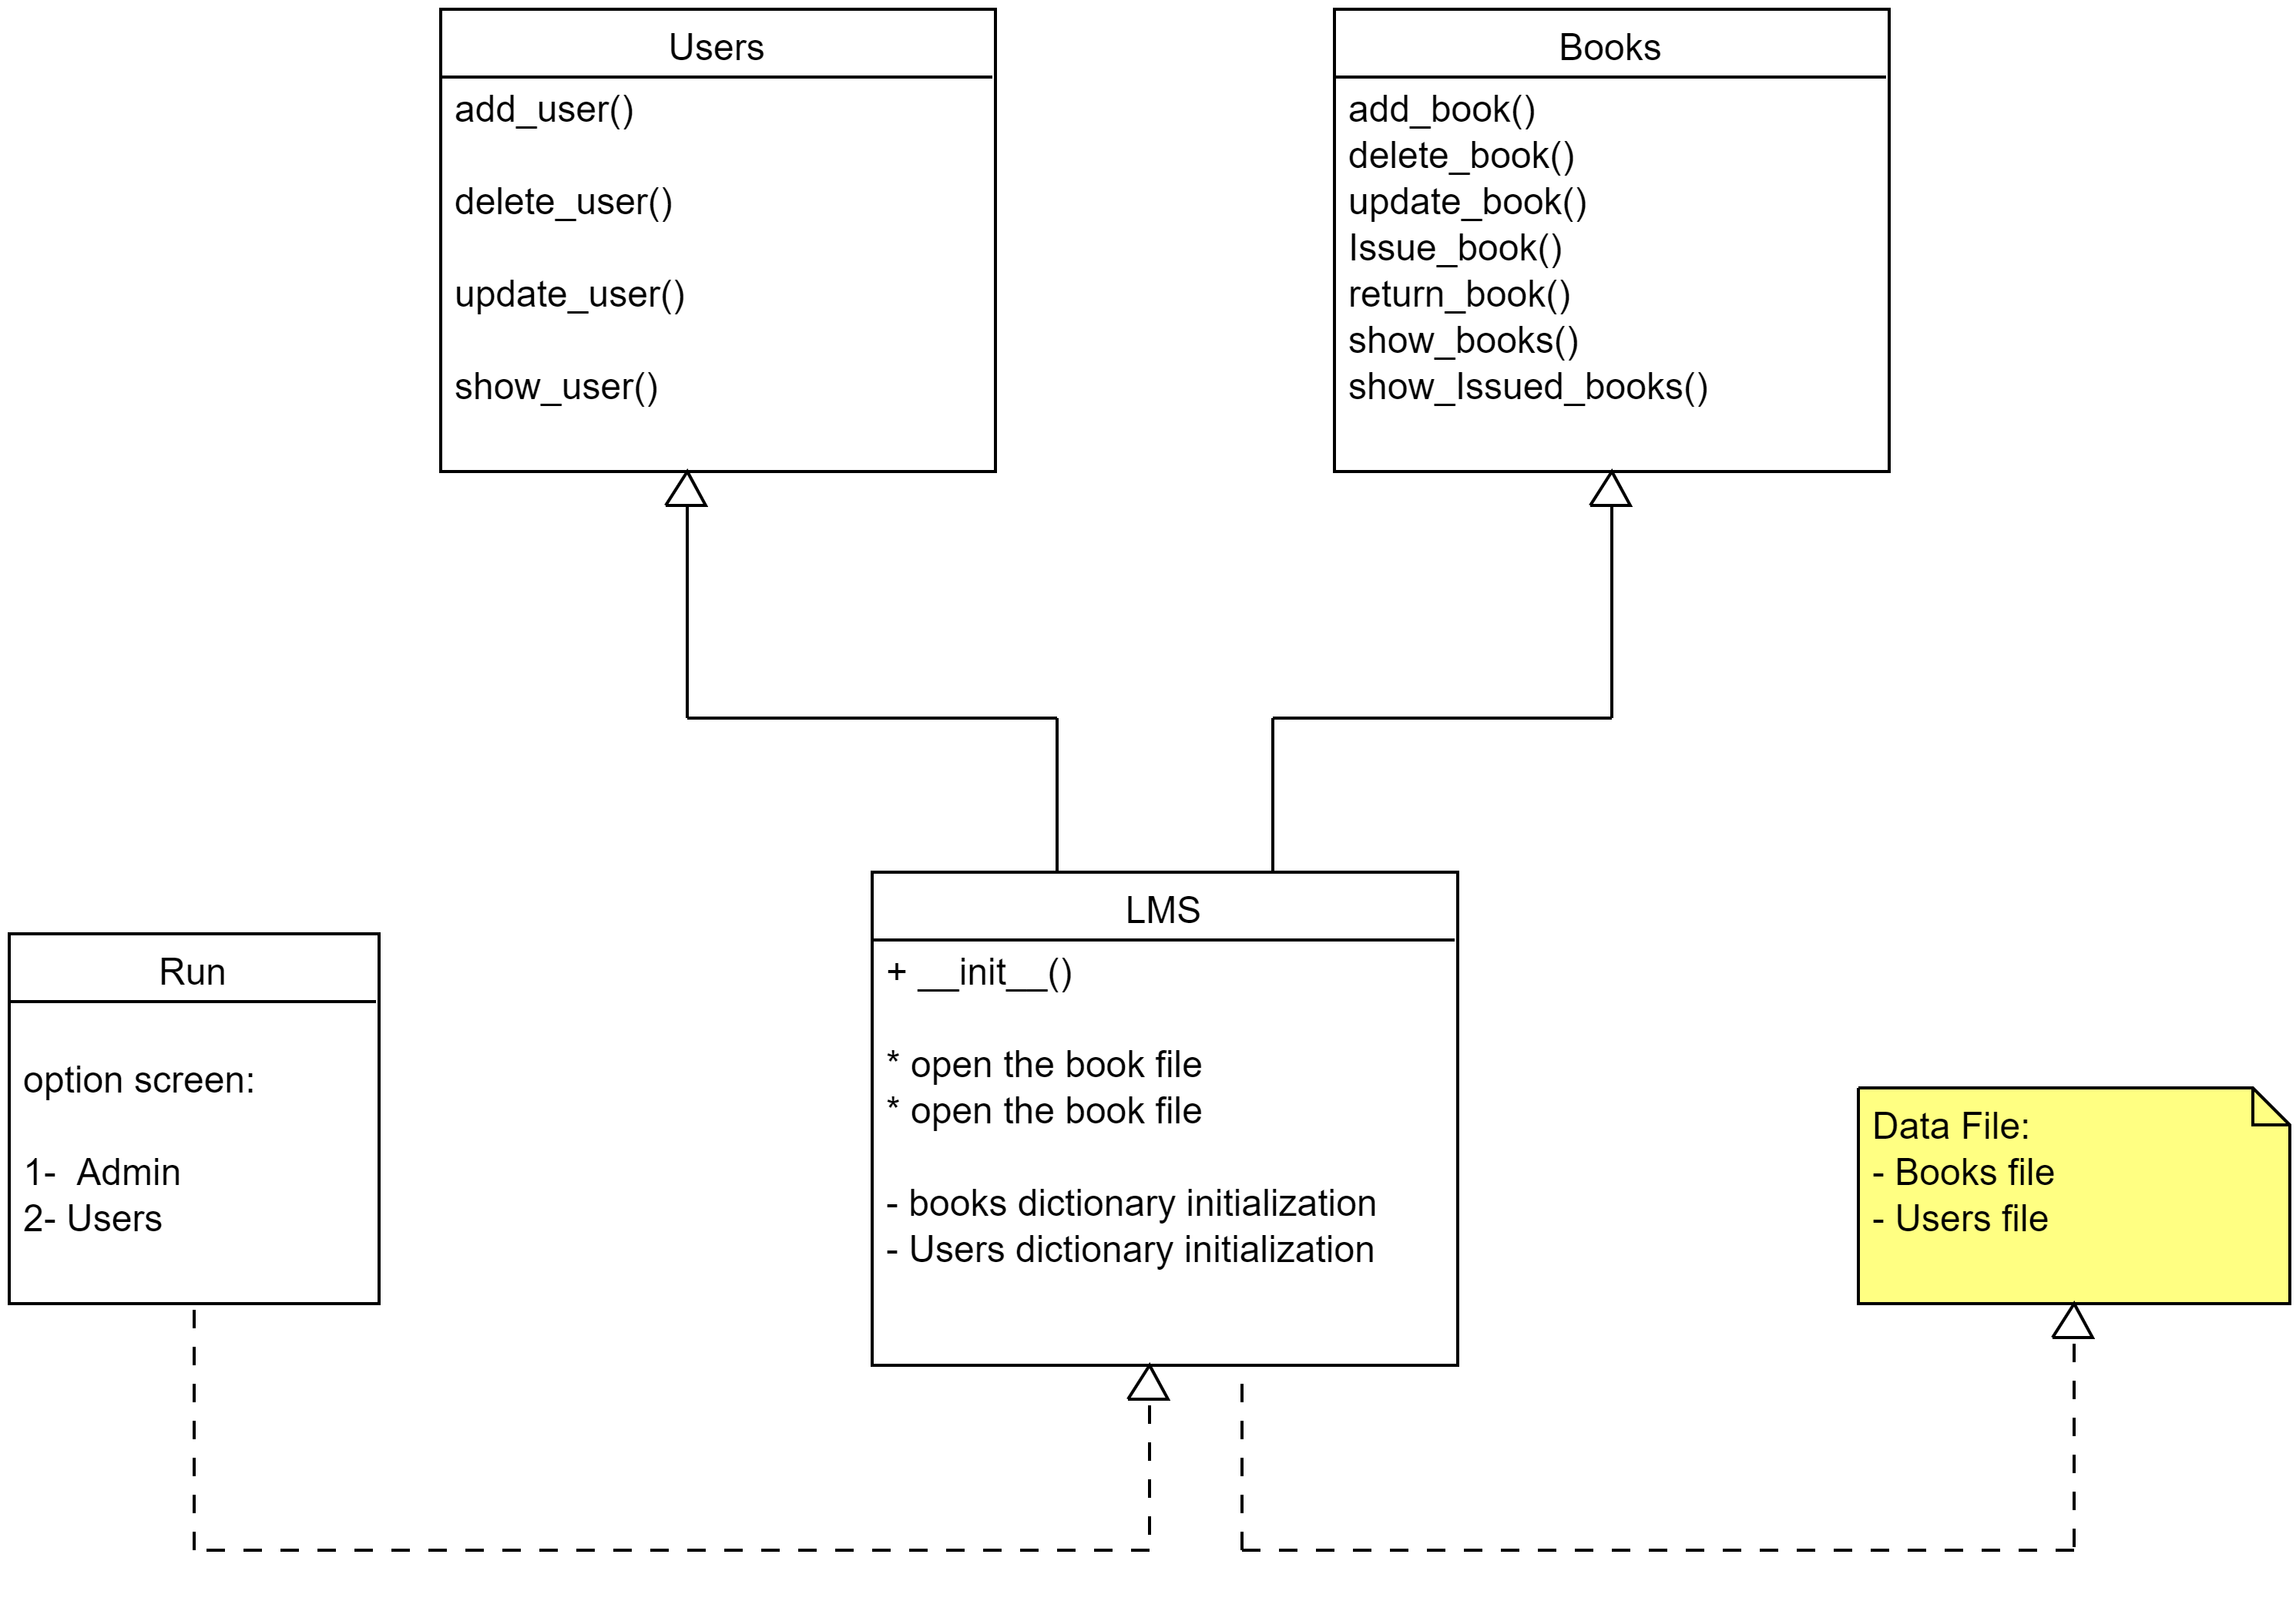 Users
add_user()
delete_user()
update_user()
show_user()
Books
add_book()
delete_book()
update_book()
Issue_book()
return_book()
show_books()
show_Issued_books()
LMS
+ __init__()
* open the book file
* open the book file
- books dictionary initialization
- Users dictionary initialization
Run
option screen:
1-  Admin
2- Users
Data File:
- Books file
- Users file